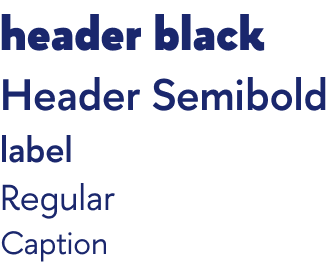 header black
Header Semibold
label
Regular
Caption